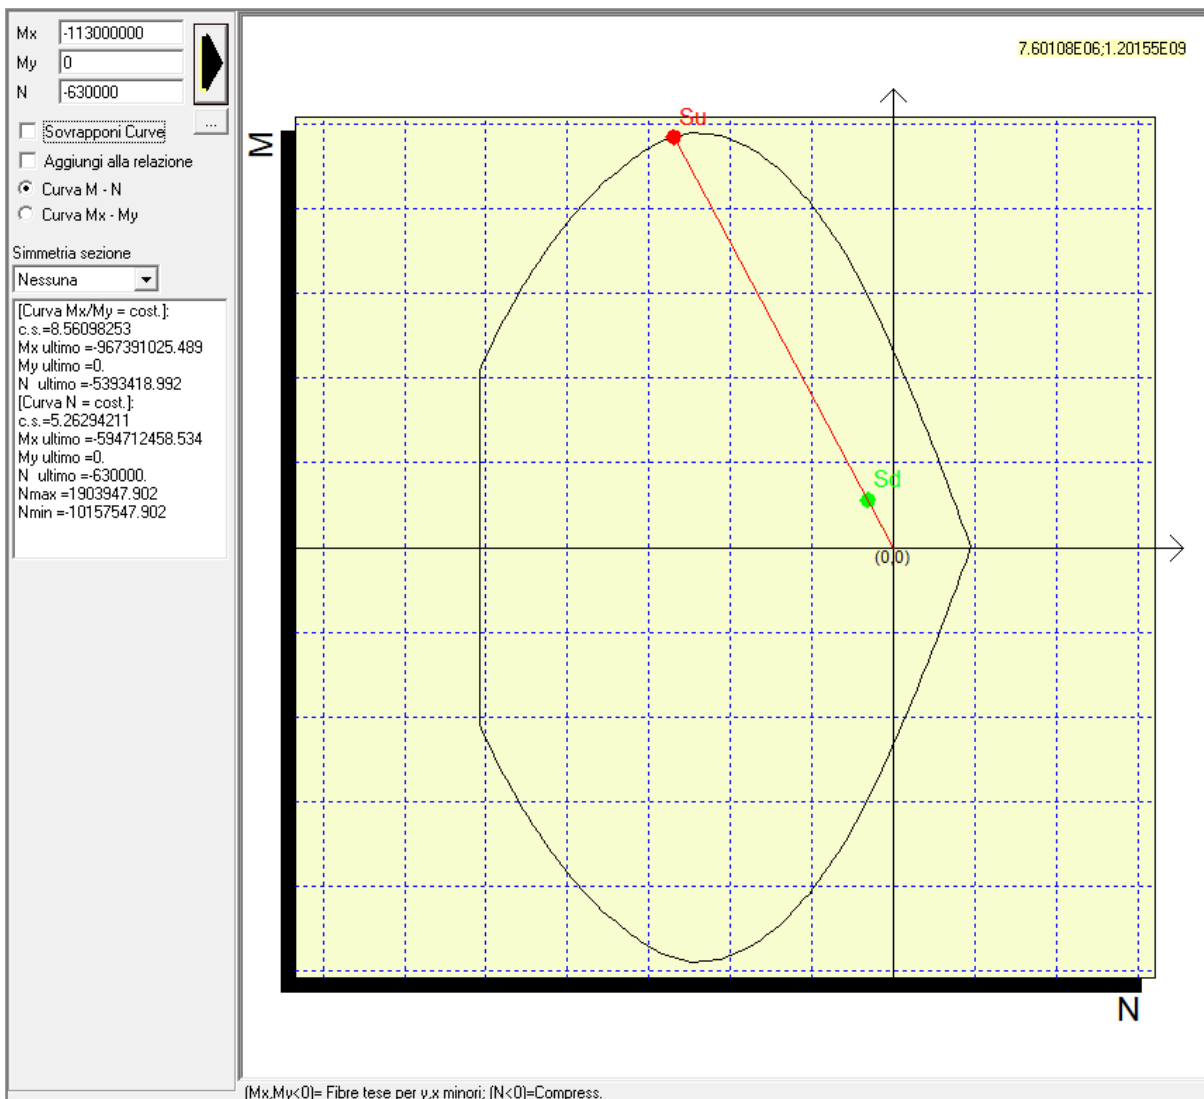 Mx -113000000
My 0
N -630000
...
Sovrapponi Curve
Aggiungi alla relazione
Curva M - N
Curva Mx - My
Simmetria sezione
Nessuna
[Curva Mx/My = cost.]:
c.s.=8.56098253
Mx ultimo =-967391025.489
My ultimo =0.
N ultimo =-5393418.992
[Curva N = cost.]:
c.s.=5.26294211
Mx ultimo =-594712458.534
My ultimo =0.
N ultimo =-630000.
Nmax =1903947.902
Nmin =-10157547.902
7.60108E06;1.20155E09
M
Su
Sd
(0,0)
N
(Mx,My<0)= Fibre tese per y,x minori; (N<0)=Compress.